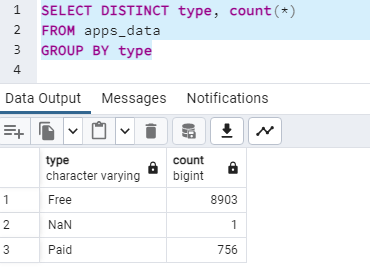 1 SELECT DISTINCT type, count(*)
2 FROM apps_data
3 GROUP BY type
4
Data Output Messages Notifications
type count
character varying bigint
1 Free 8903
2 NaN 1
3 Paid 756